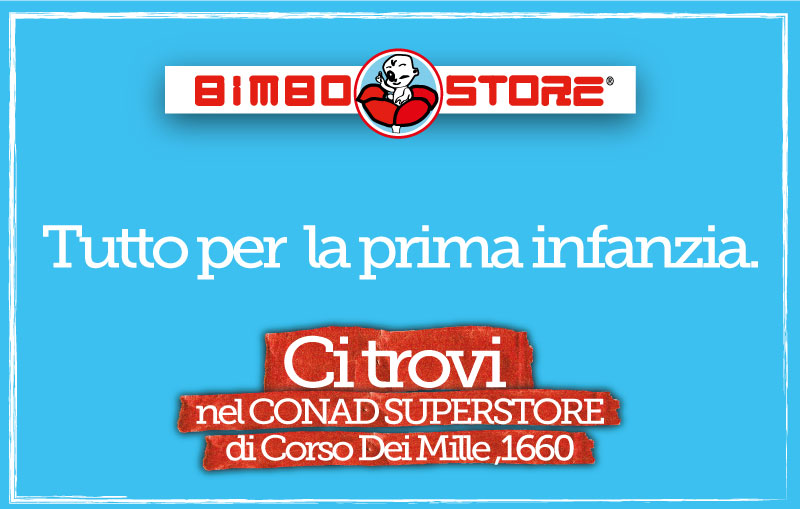 BIMBO STORE®
Tutto per la prima infanzia.
Ci trovi
nel CONAD SUPERSTORE
di Corso Dei Mille ,1660